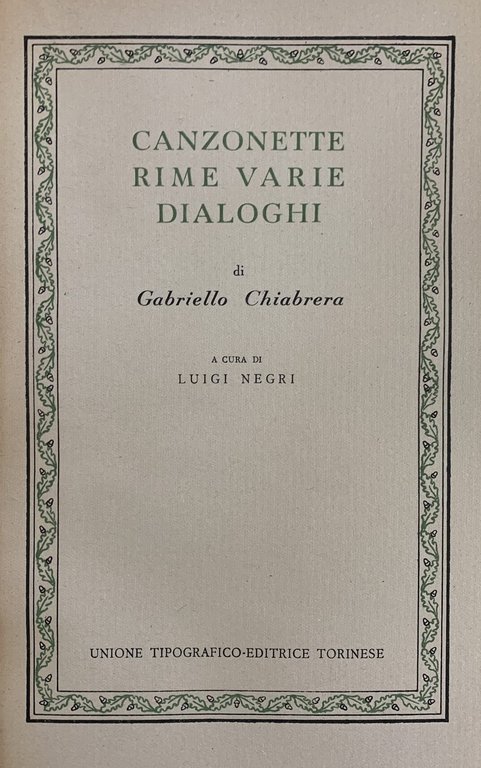 CANZONETTE
RIME VARIE
DIALOGHI
di
Gabriello Chiabrera
A CURA DI
LUIGI NEGRI
UNIONE TIPOGRAFICO-EDITRICE TORINESE